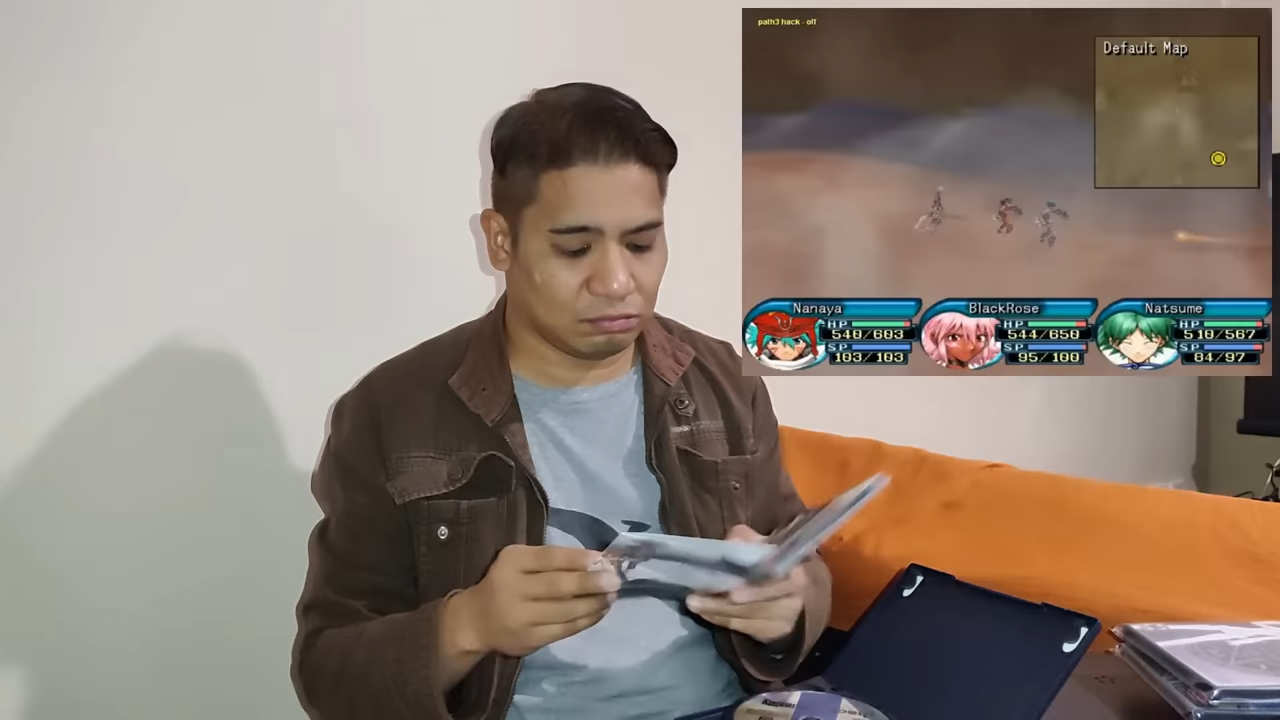 path3 hack - off
Default Map
Nanaya
HP
540/603
SP
103/103
BlackRose
HP
544/650
SP
95/100
Natsume
HP
510/567
SP
84/97